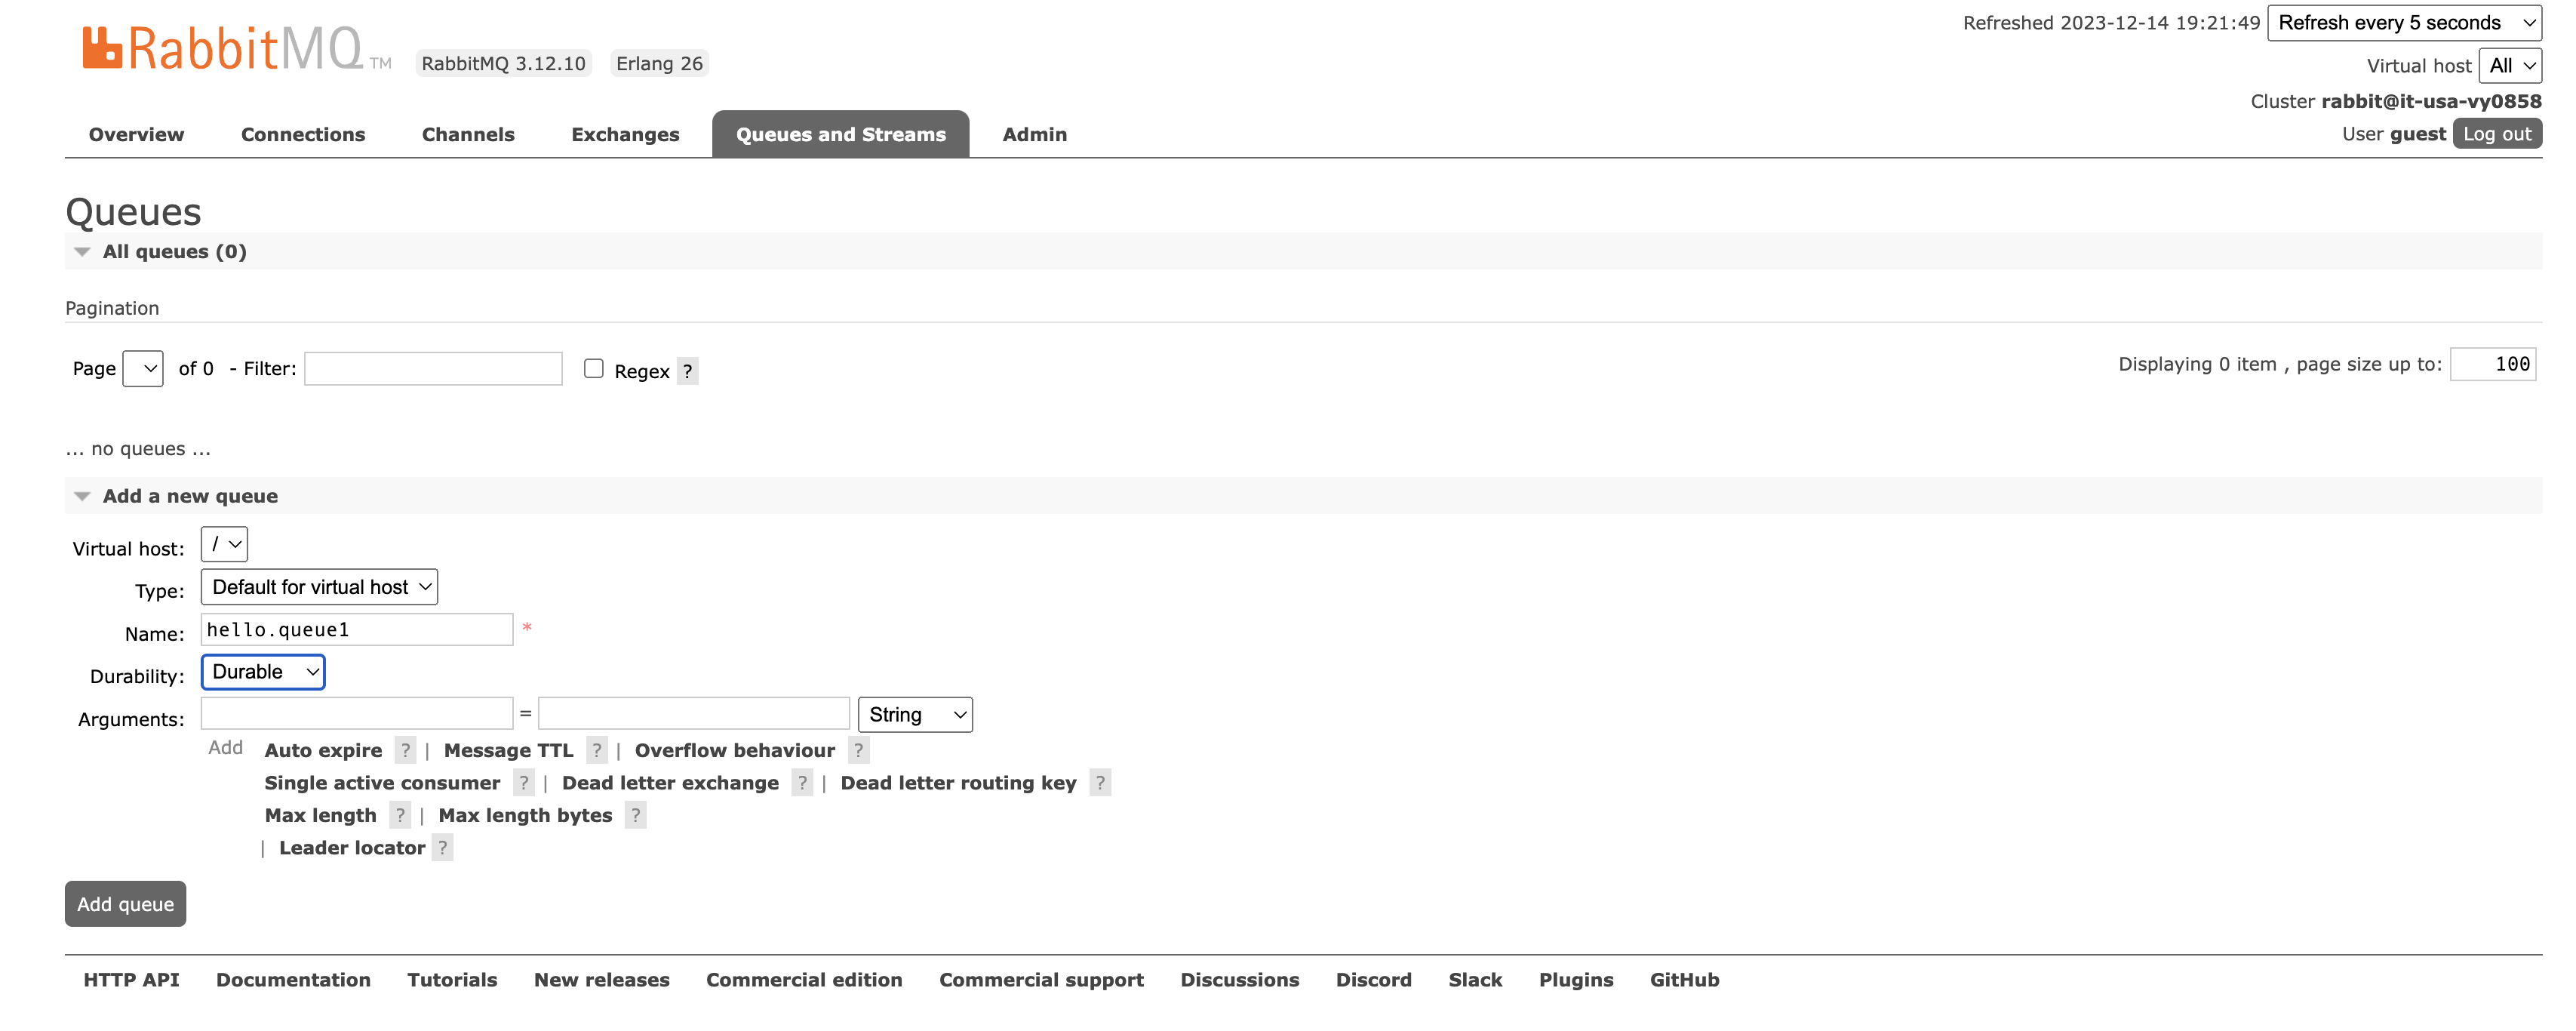 Refreshed 2023-12-14 19:21:49 Refresh every 5 seconds
RabbitMQ TM RabbitMQ 3.12.10 Erlang 26
Virtual host All
Cluster rabbit@it-usa-vy0858
User guest Log out
Overview Connections Channels Exchanges Queues and Streams Admin
Queues
All queues (0)
Pagination
Page of 0 - Filter: Regex ? Displaying 0 item , page size up to: 100
... no queues ...
Add a new queue
Virtual host: /
Type: Default for virtual host
Name: hello.queue1 *
Durability: Durable
Arguments: = String
Add Auto expire ? | Message TTL ? | Overflow behaviour ?
Single active consumer ? | Dead letter exchange ? | Dead letter routing key ?
Max length ? | Max length bytes ?
| Leader locator ?
Add queue
HTTP API Documentation Tutorials New releases Commercial edition Commercial support Discussions Discord Slack Plugins GitHub